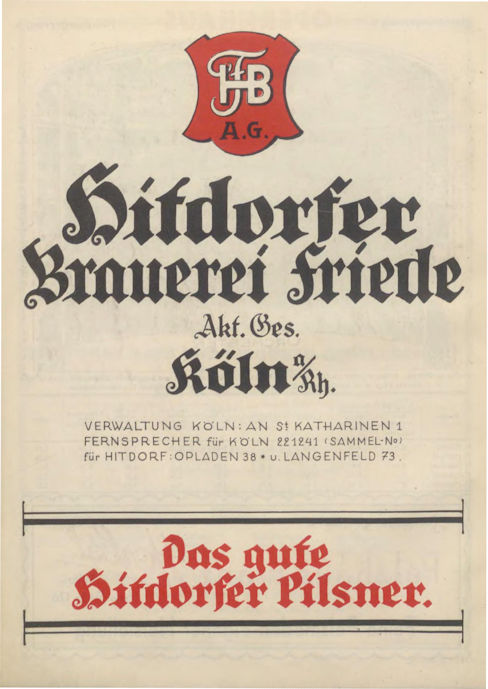 HFB
A.G.
Hitdorfer
Brauerei Friede
Akt. Ges.
Köln a/Rh.
VERWALTUNG KÖLN: AN St KATHARINEN 1
FERNSPRECHER für KÖLN 221241 (SAMMEL-No)
für HITDORF: OPLADEN 38 * u. LANGENFELD 73.
Das gute
Hitdorfer Pilsner.